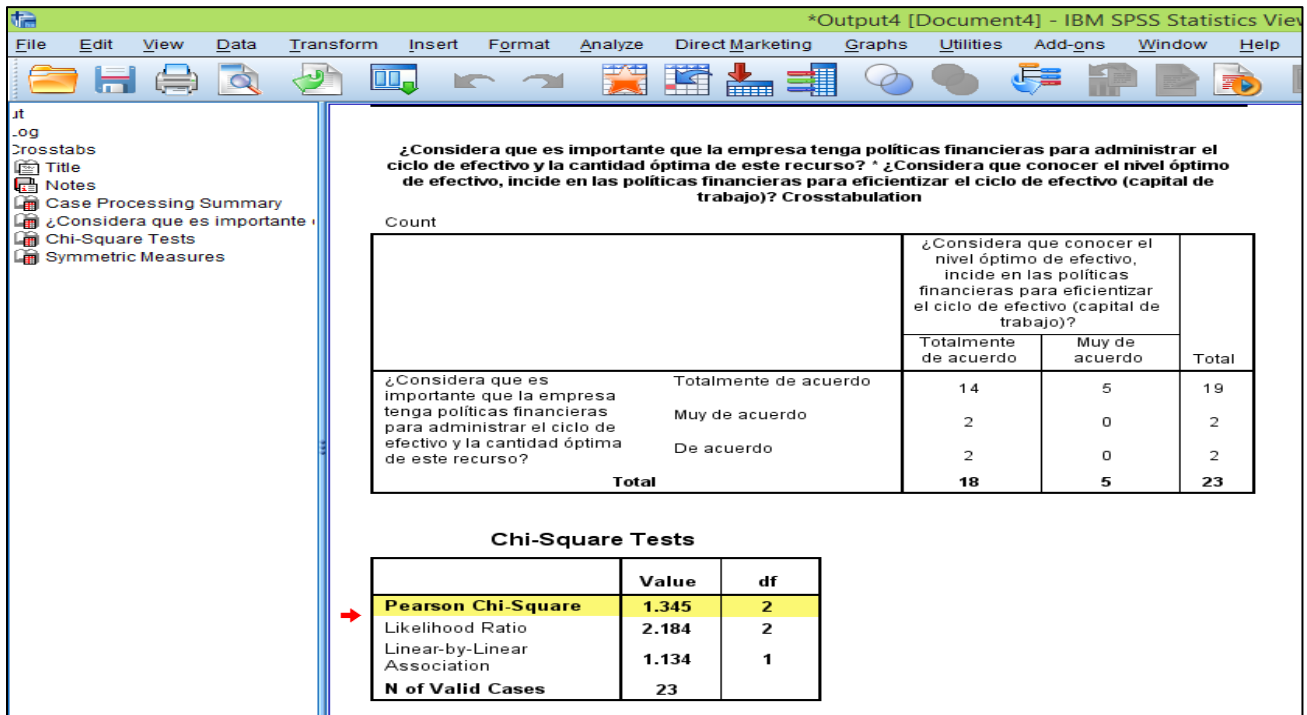 *Output4 [Document4] - IBM SPSS Statistics View
File Edit View Data Transform Insert Format Analyze Direct Marketing Graphs Utilities Add-ons Window Help
ut
Log
Crosstabs
Title
Notes
Case Processing Summary
¿Considera que es importante
Chi-Square Tests
Symmetric Measures
¿Considera que es importante que la empresa tenga políticas financieras para administrar el
ciclo de efectivo y la cantidad óptima de este recurso? * ¿Considera que conocer el nivel óptimo
de efectivo, incide en las políticas financieras para eficientizar el ciclo de efectivo (capital de
trabajo)? Crosstabulation
Count
¿Considera que conocer el
nivel óptimo de efectivo,
incide en las políticas
financieras para eficientizar
el ciclo de efectivo (capital de
trabajo)?
Totalmente de acuerdo Muy de acuerdo Total
¿Considera que es
importante que la empresa
tenga políticas financieras
para administrar el ciclo de
efectivo y la cantidad óptima
de este recurso?
Totalmente de acuerdo 14 5 19
Muy de acuerdo 2 0 2
De acuerdo 2 0 2
Total 18 5 23
Chi-Square Tests
Value df
Pearson Chi-Square 1.345 2
Likelihood Ratio 2.184 2
Linear-by-Linear
Association 1.134 1
N of Valid Cases 23